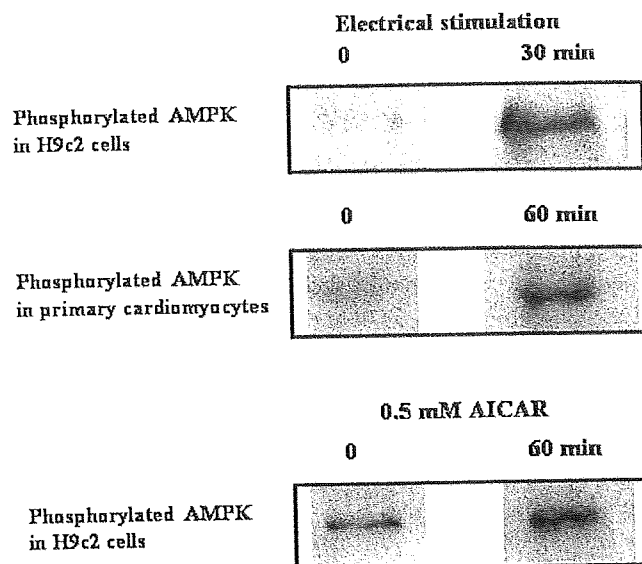 Electrical stimulation
0 30 min
Phosphorylated AMPK
in H9c2 cells
0 60 min
Phosphorylated AMPK
in primary cardiomyocytes
0.5 mM AICAR
0 60 min
Phosphorylated AMPK
in H9c2 cells